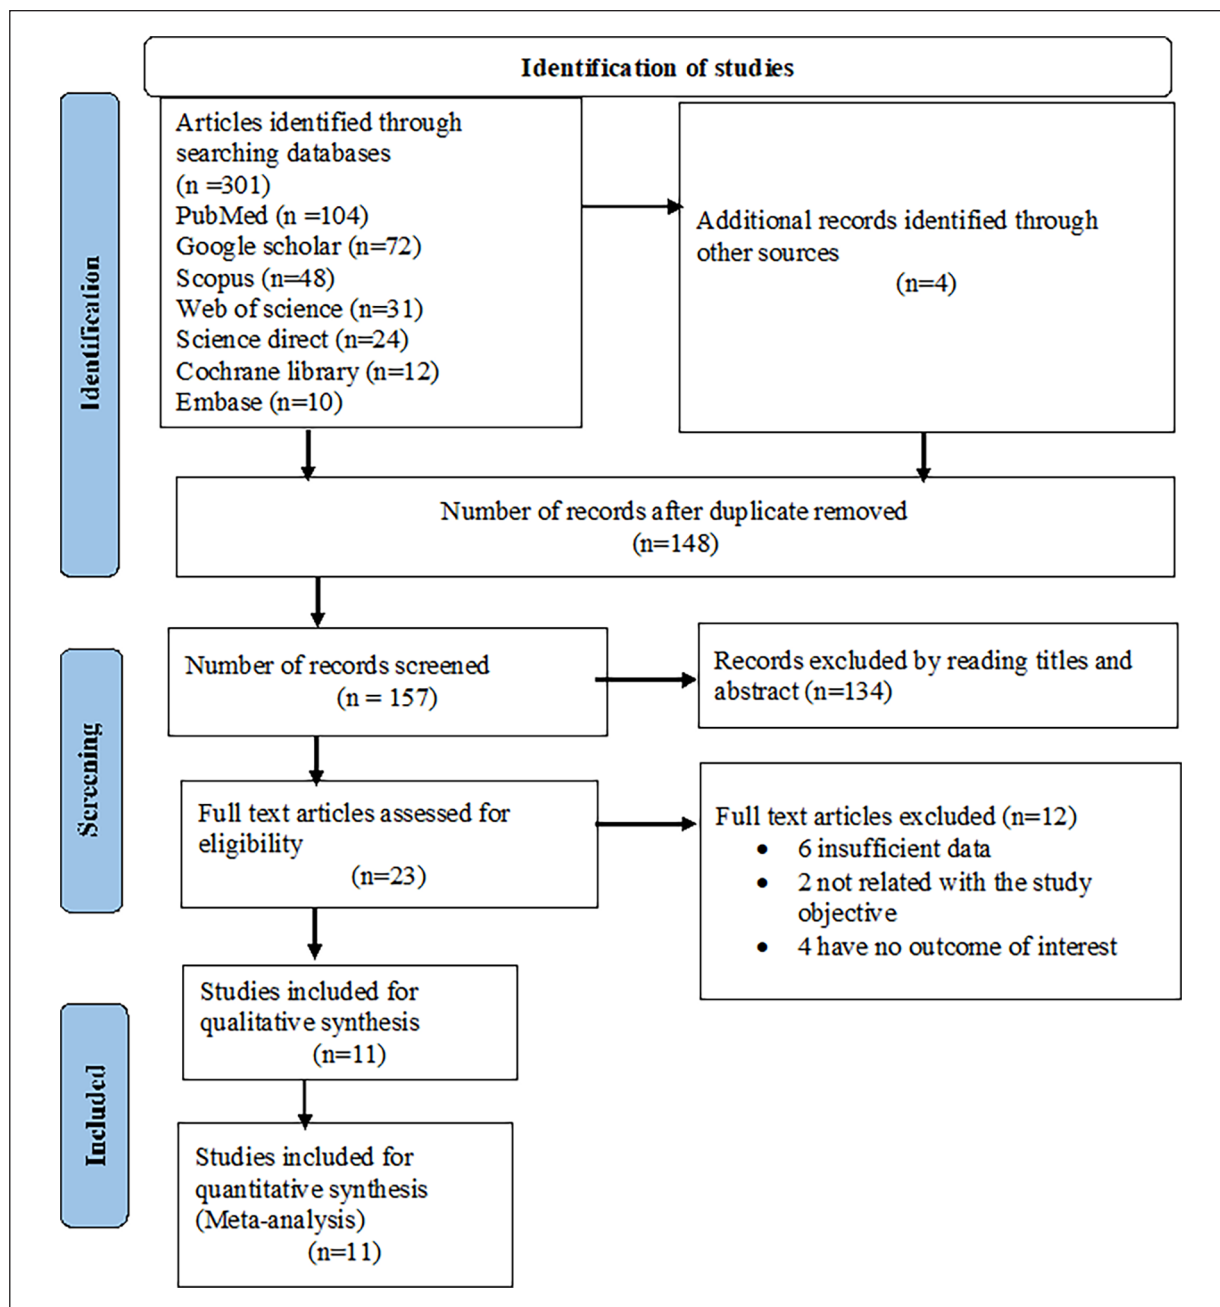 Identification of studies
Identification
Articles identified through
searching databases
(n =301)
PubMed (n =104)
Google scholar (n=72)
Scopus (n=48)
Web of science (n=31)
Science direct (n=24)
Cochrane library (n=12)
Embase (n=10)
Additional records identified through
other sources
(n=4)
Number of records after duplicate removed
(n=148)
Screening
Number of records screened
(n = 157)
Records excluded by reading titles and
abstract (n=134)
Full text articles assessed for
eligibility
(n=23)
Full text articles excluded (n=12)
• 6 insufficient data
• 2 not related with the study
objective
• 4 have no outcome of interest
Included
Studies included for
qualitative synthesis
(n=11)
Studies included for
quantitative synthesis
(Meta-analysis)
(n=11)